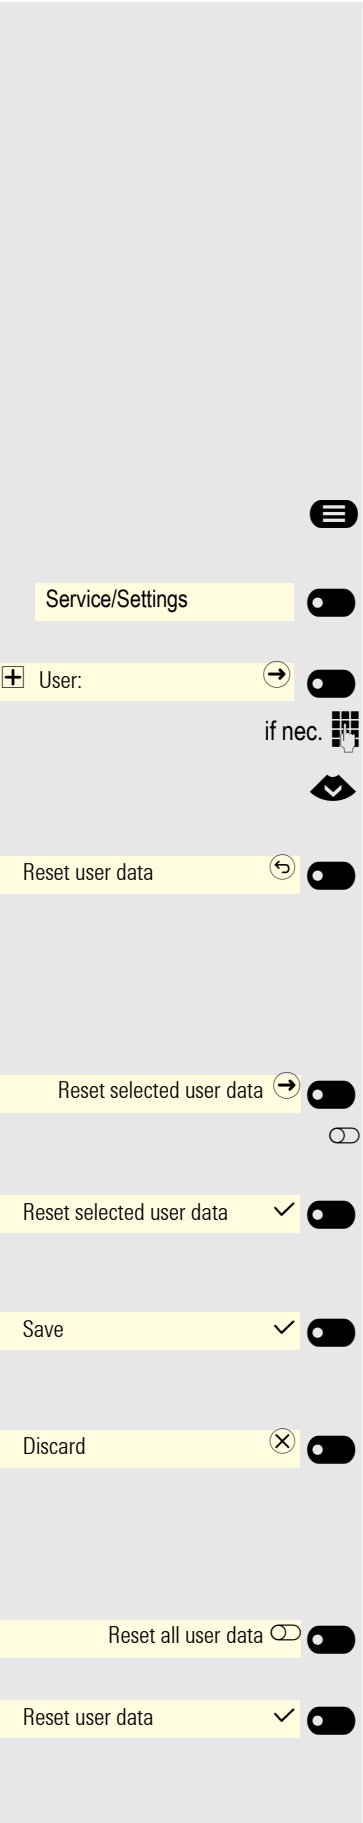 Service/Settings
User:
if nec.
Reset user data
Reset selected user data
Reset selected user data
Save
Discard
Reset all user data
Reset user data